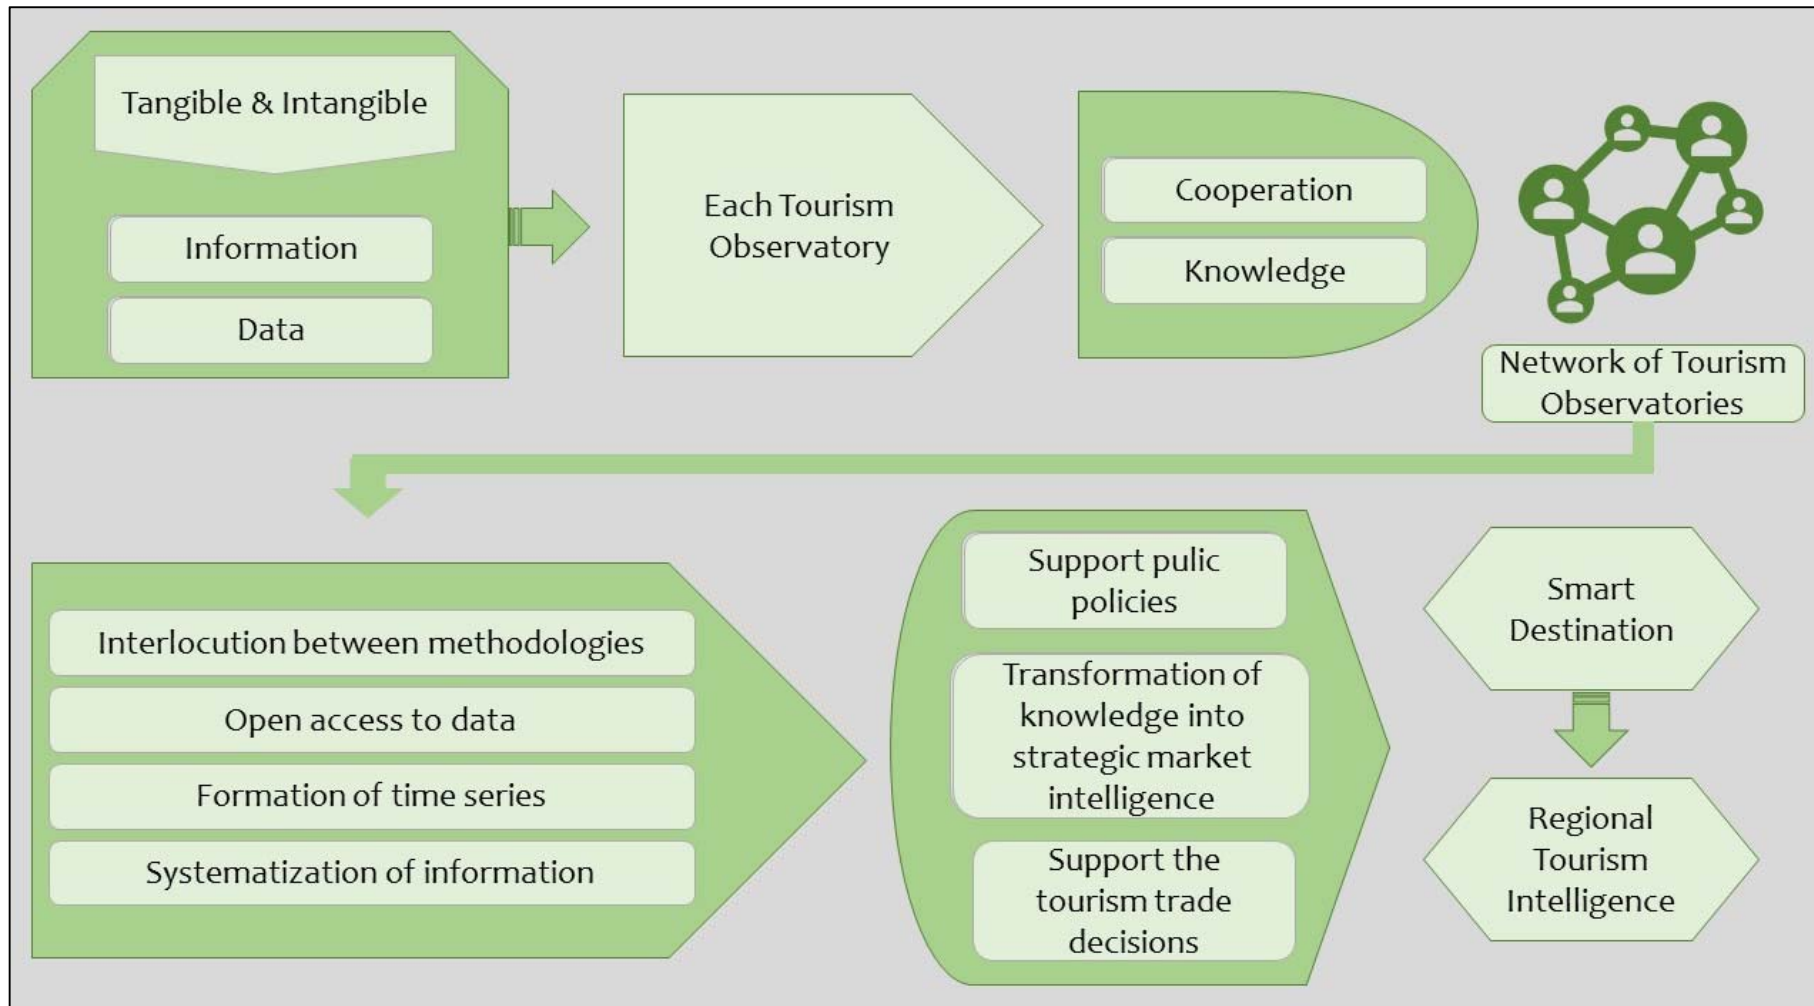 Tangible & Intangible
Information
Data
Each Tourism
Observatory
Cooperation
Knowledge
Network of Tourism
Observatories
Interlocution between methodologies
Open access to data
Formation of time series
Systematization of information
Support pulic
policies
Transformation of
knowledge into
strategic market
intelligence
Support the
tourism trade
decisions
Smart
Destination
Regional
Tourism
Intelligence